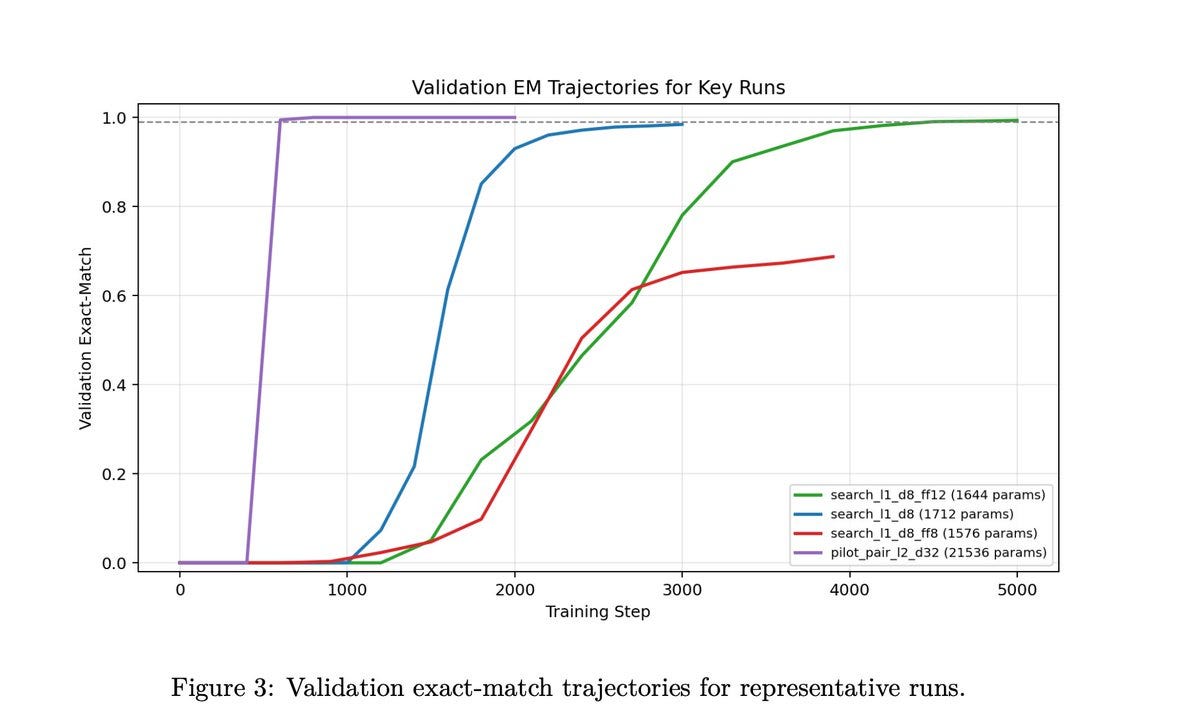 Validation EM Trajectories for Key Runs
1.0
0.8
0.6
0.4
0.2
0.0
Validation Exact-Match
0 1000 2000 3000 4000 5000
Training Step
search_l1_d8_ff12 (1644 params)
search_l1_d8 (1712 params)
search_l1_d8_ff8 (1576 params)
pilot_pair_l2_d32 (21536 params)
Figure 3: Validation exact-match trajectories for representative runs.